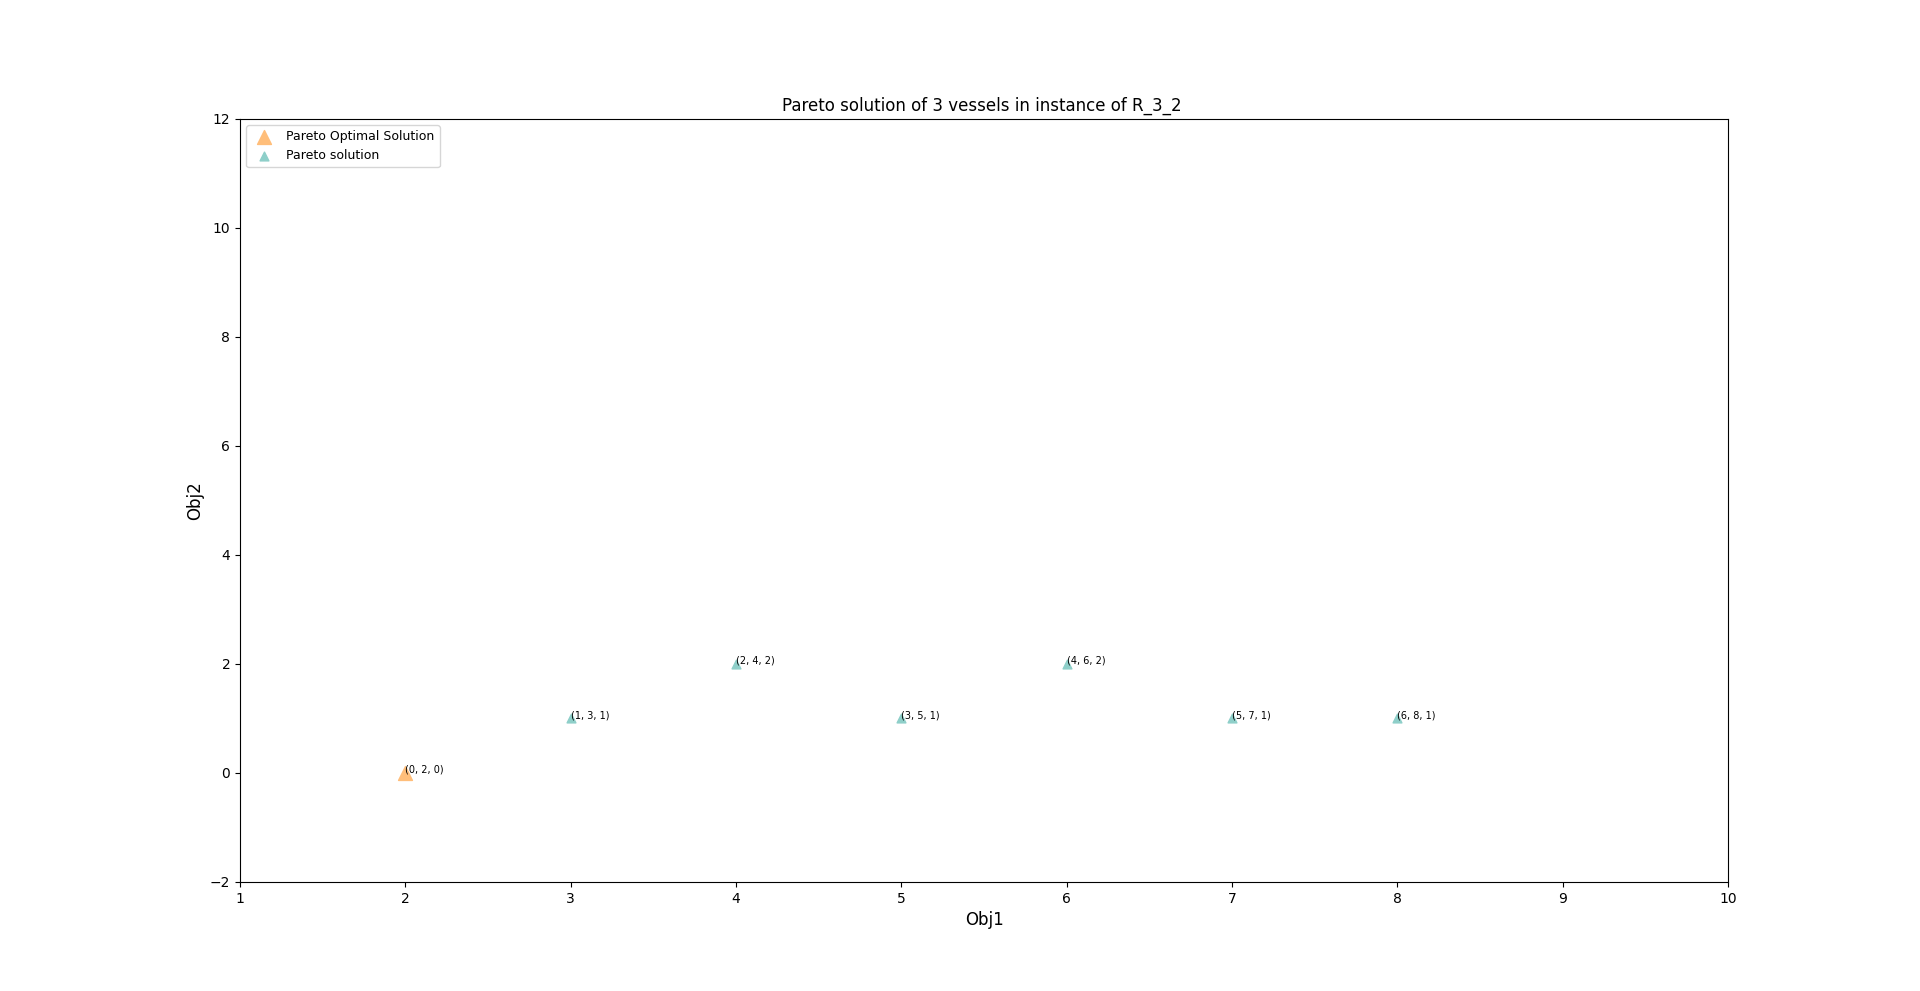 Pareto solution of 3 vessels in instance of R_3_2
12
Pareto Optimal Solution
Pareto solution
10
8
6
Obj2
4
2
(2, 4, 2)
(4, 6, 2)
(1, 3, 1)
(3, 5, 1)
(5, 7, 1)
(6, 8, 1)
0
(0, 2, 0)
−2
1 2 3 4 5 6 7 8 9 10
Obj1